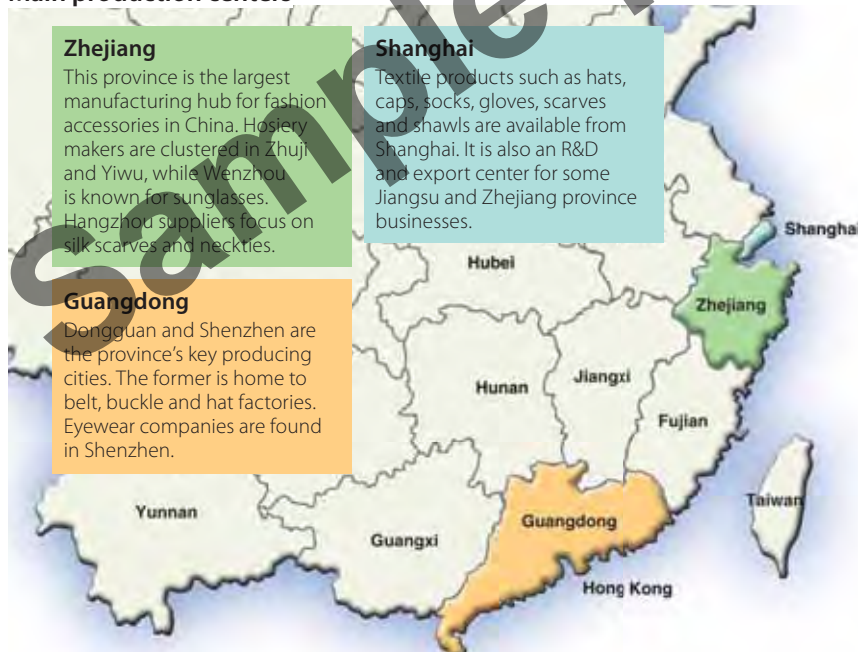 Main production centers
Zhejiang
This province is the largest
manufacturing hub for fashion
accessories in China. Hosiery
makers are clustered in Zhuji
and Yiwu, while Wenzhou
is known for sunglasses.
Hangzhou suppliers focus on
silk scarves and neckties.
Shanghai
Textile products such as hats,
caps, socks, gloves, scarves
and shawls are available from
Shanghai. It is also an R&D
and export center for some
Jiangsu and Zhejiang province
businesses.
Guangdong
Dongguan and Shenzhen are
the province's key producing
cities. The former is home to
belt, buckle and hat factories.
Eyewear companies are found
in Shenzhen.
Shanghai
Hubei
Zhejiang
Hunan
Jiangxi
Fujian
Yunnan
Guangxi
Guangdong
Taiwan
Hong Kong
Sample